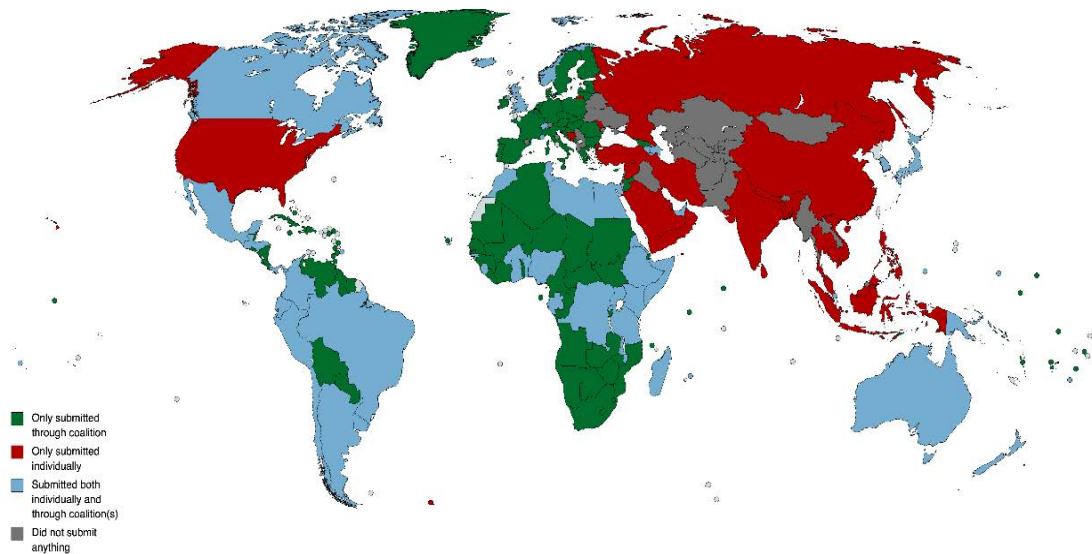 Only submitted
through coalition
Only submitted
individually
Submitted both
individually and
through coalition(s)
Did not submit
anything